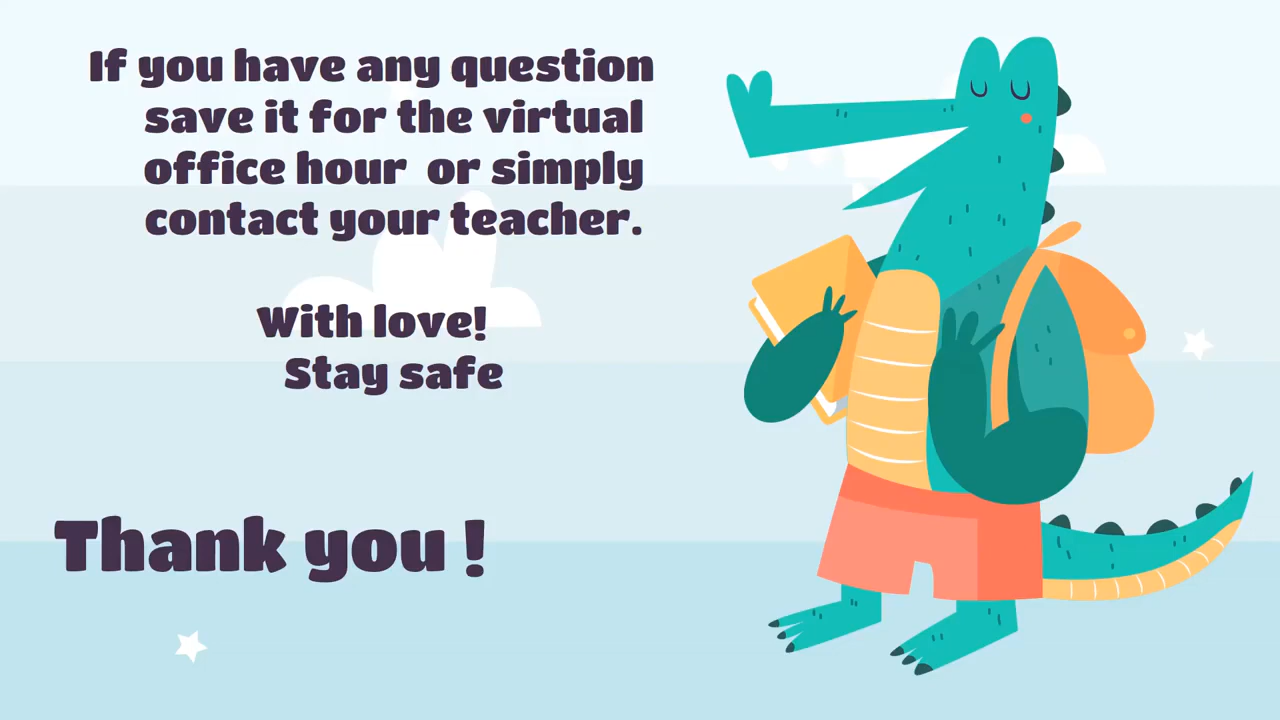 If you have any question
save it for the virtual
office hour or simply
contact your teacher.
With love!
Stay safe
Thank you !